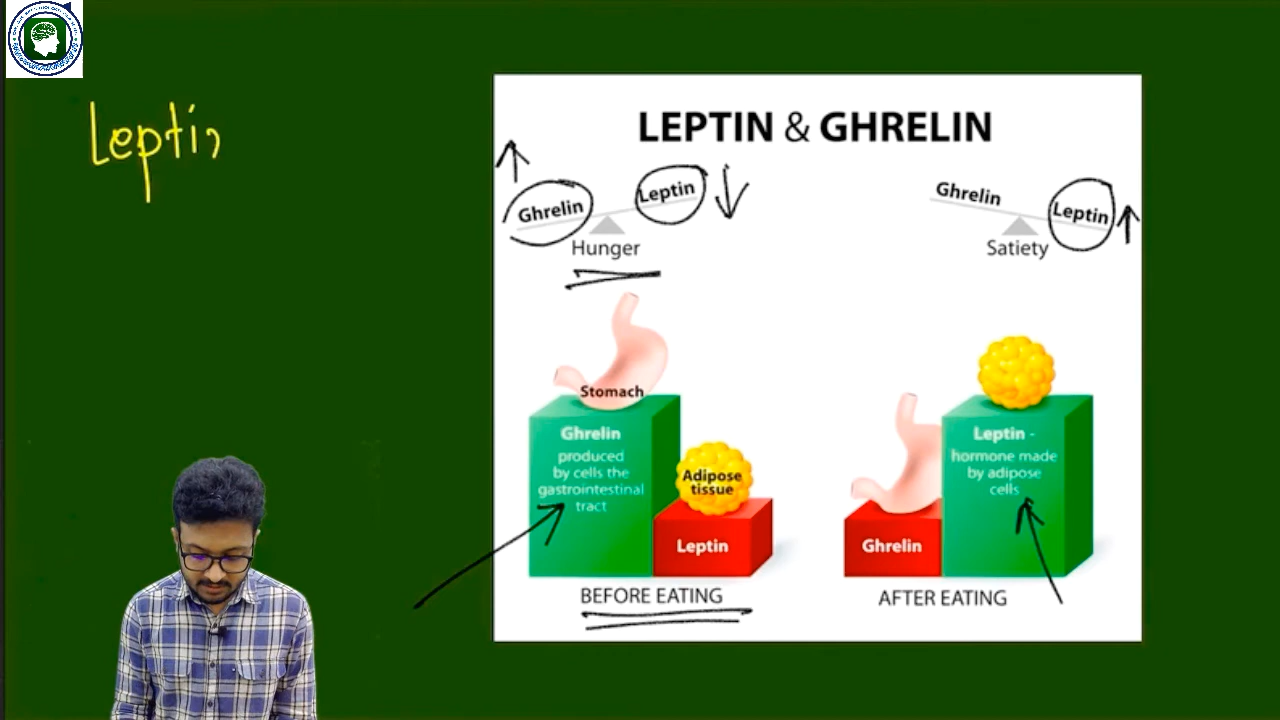 Leptin
LEPTIN & GHRELIN
Ghrelin
Leptin
Hunger
Ghrelin
Leptin
Satiety
Stomach
Ghrelin
produced
by cells the
gastrointestinal
tract
Adipose
tissue
Leptin
BEFORE EATING
Leptin -
hormone made
by adipose
cells
Ghrelin
AFTER EATING